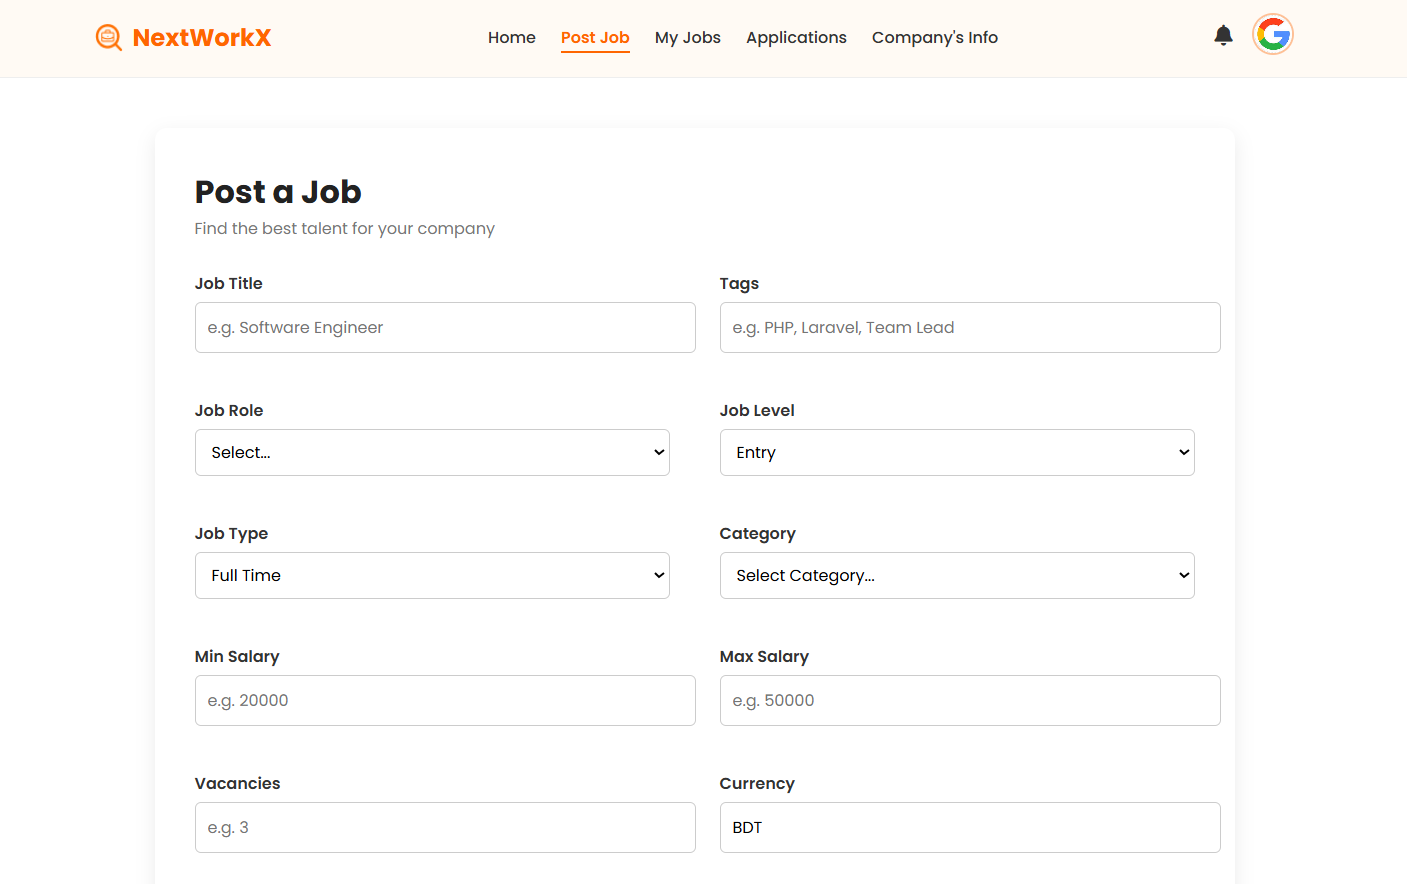 NextWorkX
Home Post Job My Jobs Applications Company's Info
Post a Job
Find the best talent for your company
Job Title Tags
e.g. Software Engineer e.g. PHP, Laravel, Team Lead
Job Role Job Level
Select... Entry
Job Type Category
Full Time Select Category...
Min Salary Max Salary
e.g. 20000 e.g. 50000
Vacancies Currency
e.g. 3 BDT